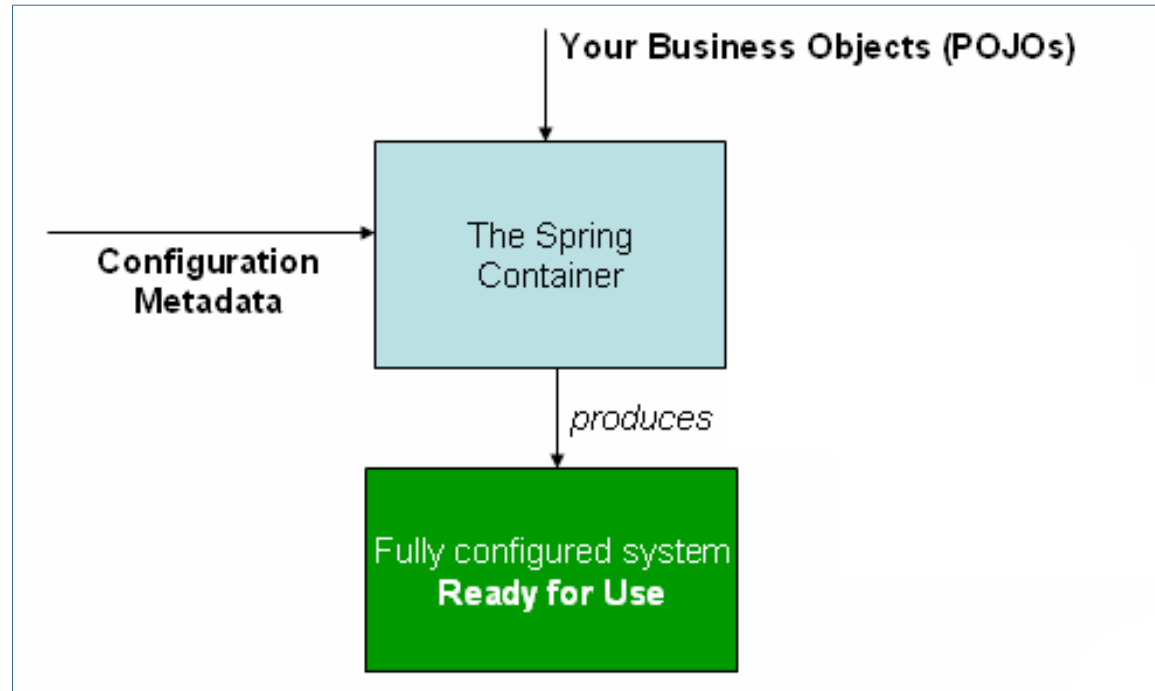 Your Business Objects (POJOs)
The Spring
Container
Configuration
Metadata
produces
Fully configured system
Ready for Use